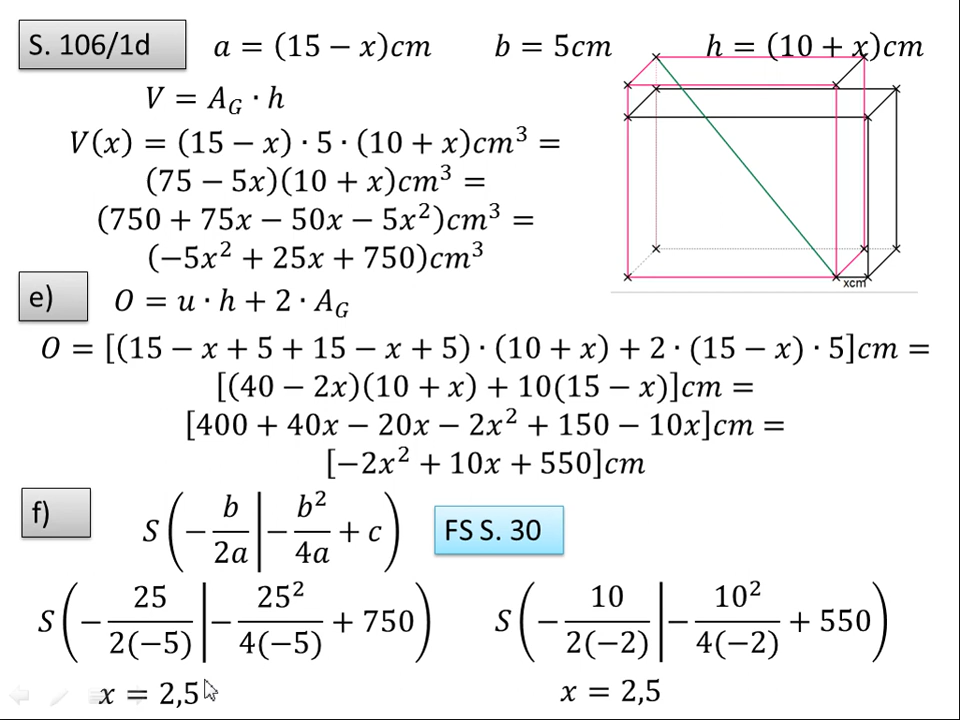 S. 106/1d a = (15 − x)cm b = 5cm h = (10 + x)cm
V = A_G · h
V(x) = (15 − x) · 5 · (10 + x)cm³ =
(75 − 5x)(10 + x)cm³ =
(750 + 75x − 50x − 5x²)cm³ =
(−5x² + 25x + 750)cm³
xcm
e) O = u · h + 2 · A_G
O = [(15 − x + 5 + 15 − x + 5) · (10 + x) + 2 · (15 − x) · 5]cm =
[(40 − 2x)(10 + x) + 10(15 − x)]cm =
[400 + 40x − 20x − 2x² + 150 − 10x]cm =
[−2x² + 10x + 550]cm
f) S(−b/2a | −b²/4a + c) FS S. 30
S(−25/2(−5) | −25²/4(−5) + 750) S(−10/2(−2) | −10²/4(−2) + 550)
x = 2,5 x = 2,5